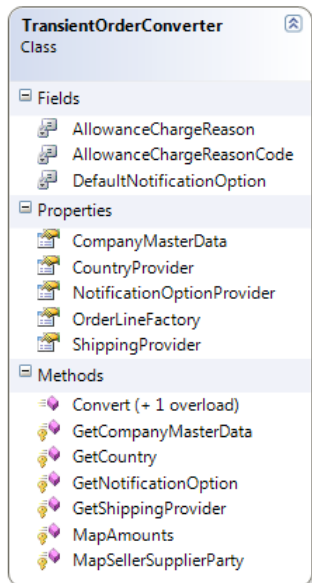 TransientOrderConverter
Class
Fields
AllowanceChargeReason
AllowanceChargeReasonCode
DefaultNotificationOption
Properties
CompanyMasterData
CountryProvider
NotificationOptionProvider
OrderLineFactory
ShippingProvider
Methods
Convert (+ 1 overload)
GetCompanyMasterData
GetCountry
GetNotificationOption
GetShippingProvider
MapAmounts
MapSellerSupplierParty